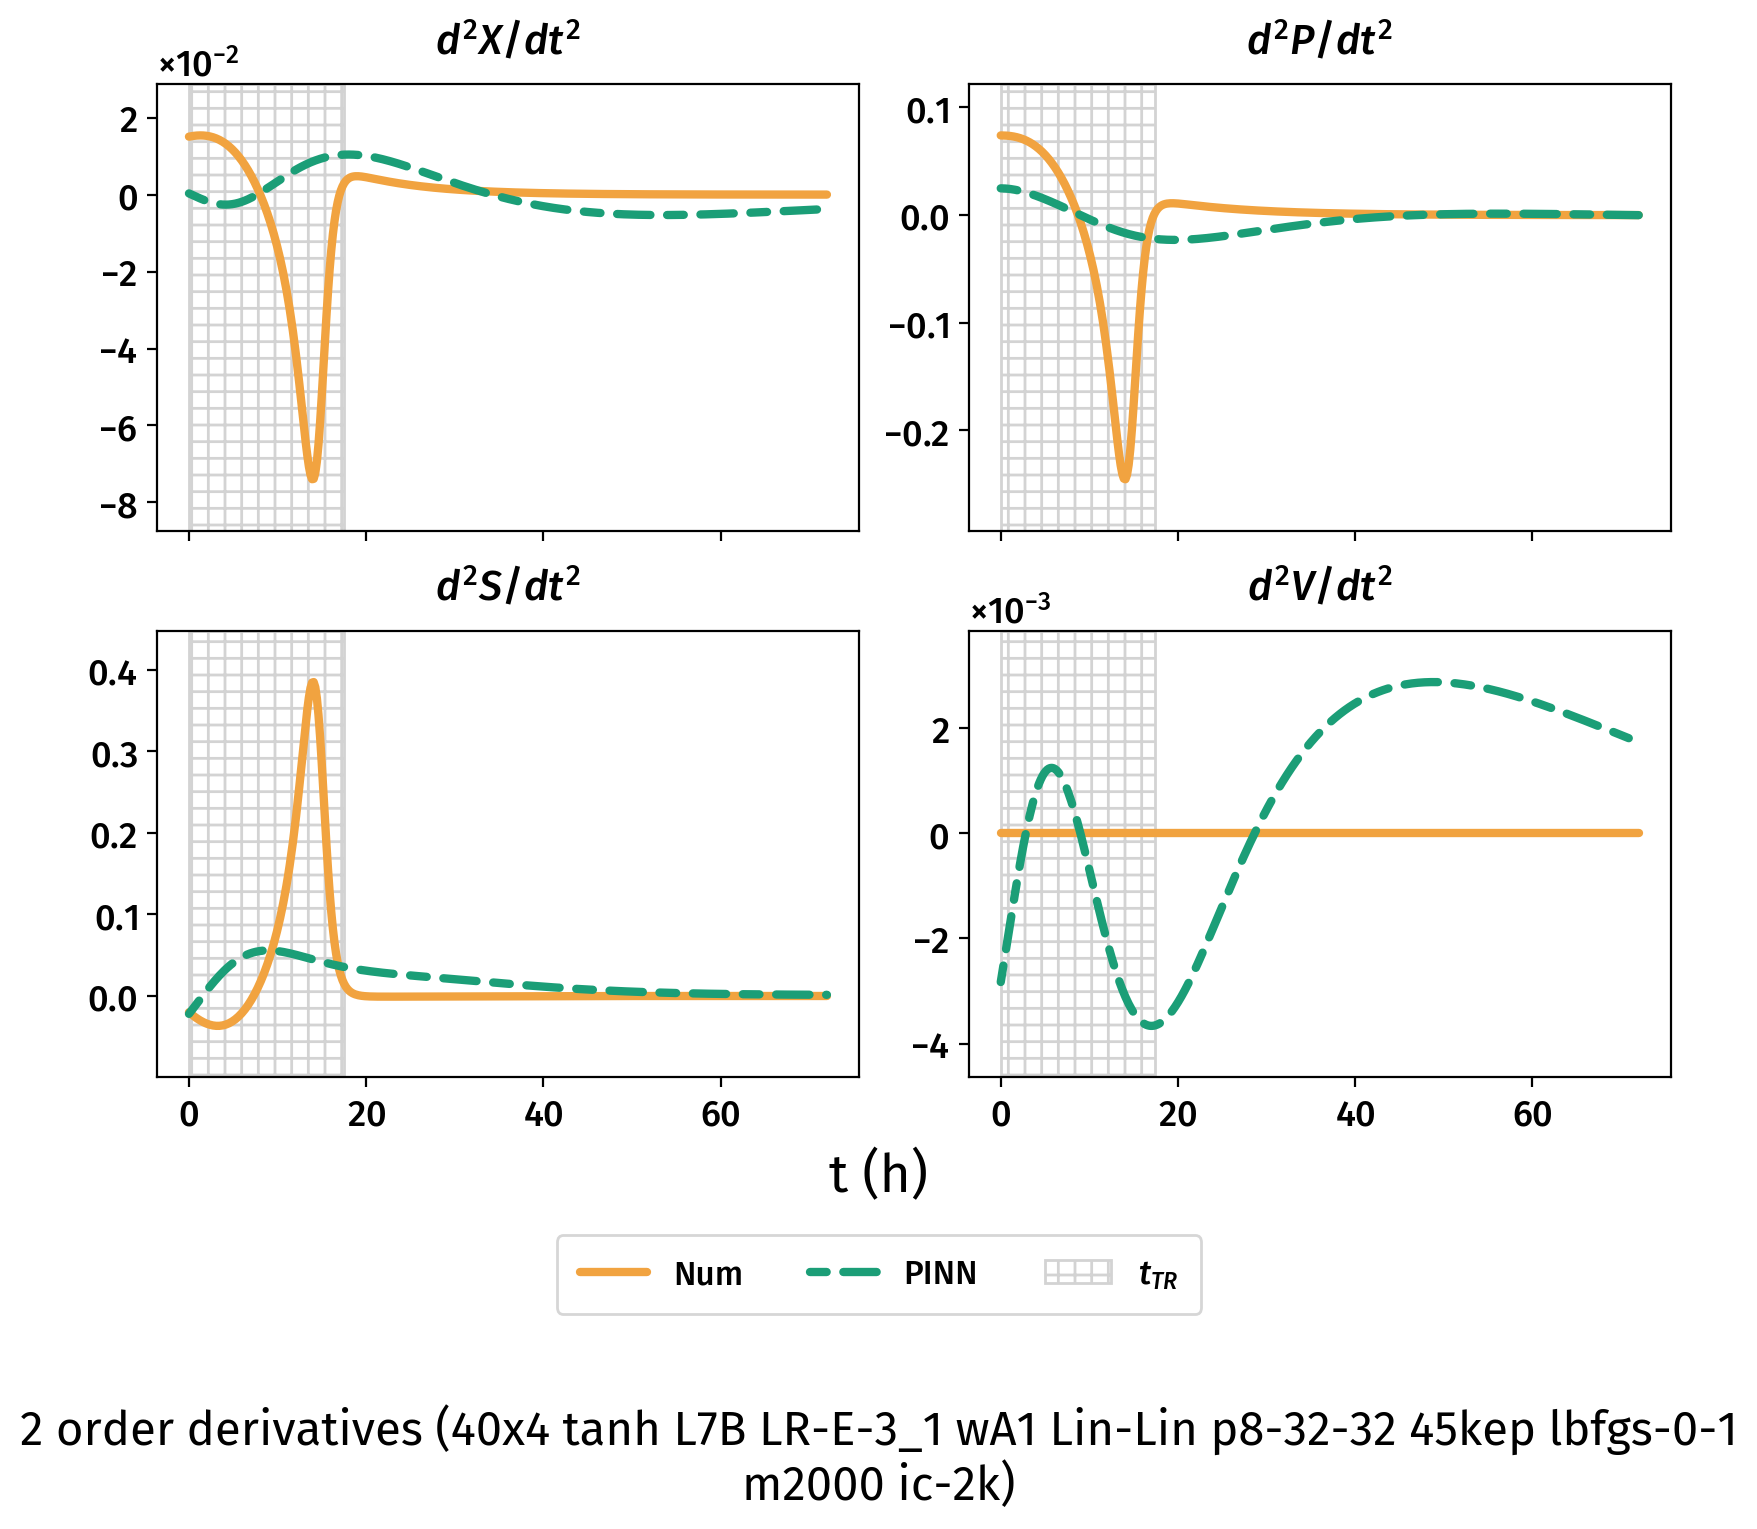 d²X/dt²
×10⁻²
2
0
−2
−4
−6
−8
d²P/dt²
0.1
0.0
−0.1
−0.2
d²S/dt²
0.4
0.3
0.2
0.1
0.0
0 20 40 60
d²V/dt²
×10⁻³
2
0
−2
−4
0 20 40 60
t (h)
Num PINN t_TR
2 order derivatives (40x4 tanh L7B LR-E-3_1 wA1 Lin-Lin p8-32-32 45kep lbfgs-0-1
m2000 ic-2k)